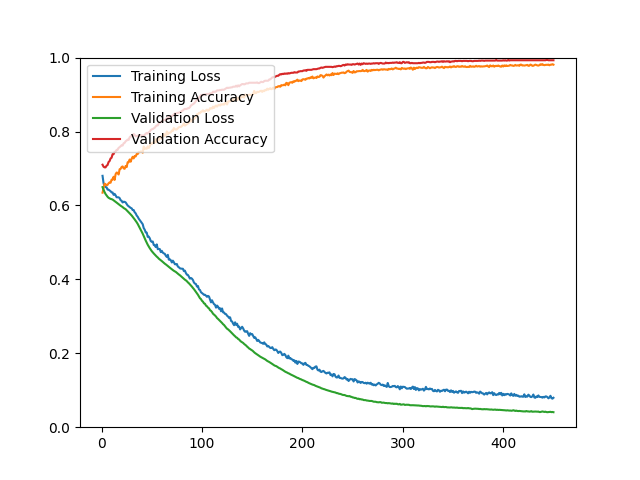 Training Loss
Training Accuracy
Validation Loss
Validation Accuracy
1.0
0.8
0.6
0.4
0.2
0.0
0 100 200 300 400